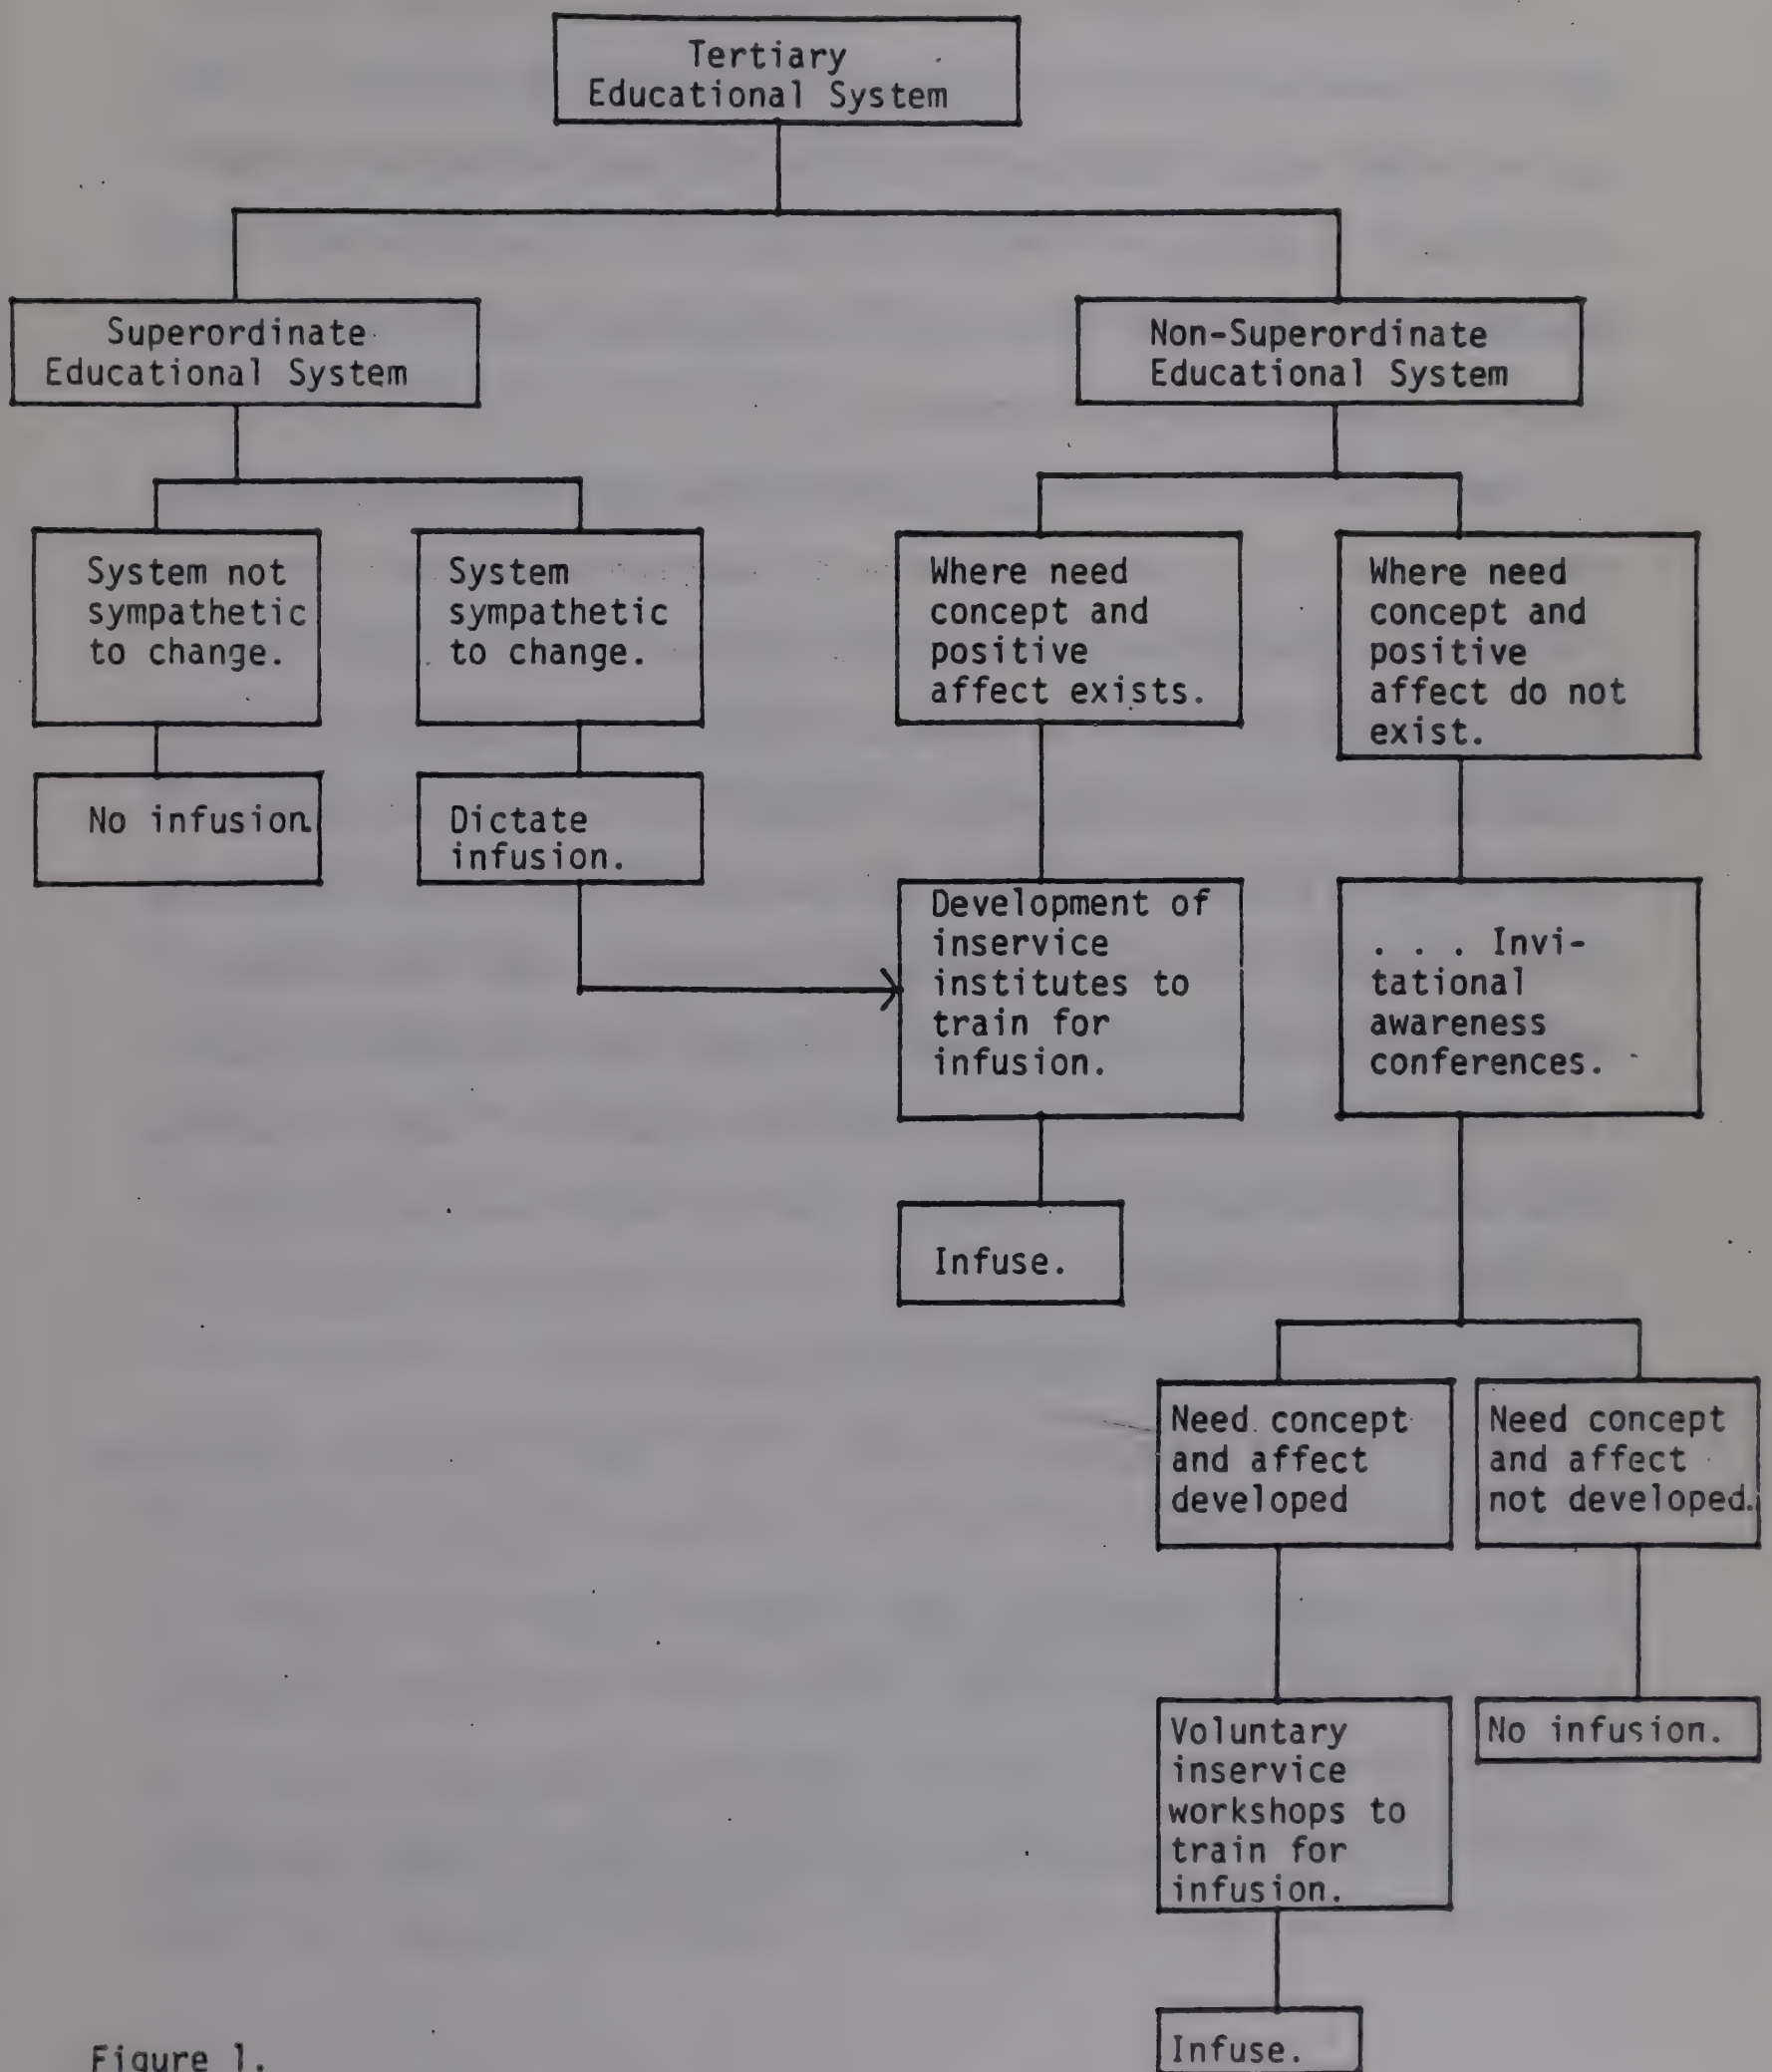 Tertiary
Educational System
Superordinate
Educational System
Non-Superordinate
Educational System
System not
sympathetic
to change.
System
sympathetic
to change.
Where need
concept and
positive
affect exists.
Where need
concept and
positive
affect do not
exist.
No infusion.
Dictate
infusion.
Development of
inservice
institutes to
train for
infusion.
. . . Invi-
tational
awareness
conferences.
Infuse.
Need concept
and affect
developed
Need concept
and affect
not developed.
Voluntary
inservice
workshops to
train for
infusion.
No infusion.
Infuse.
Figure 1.